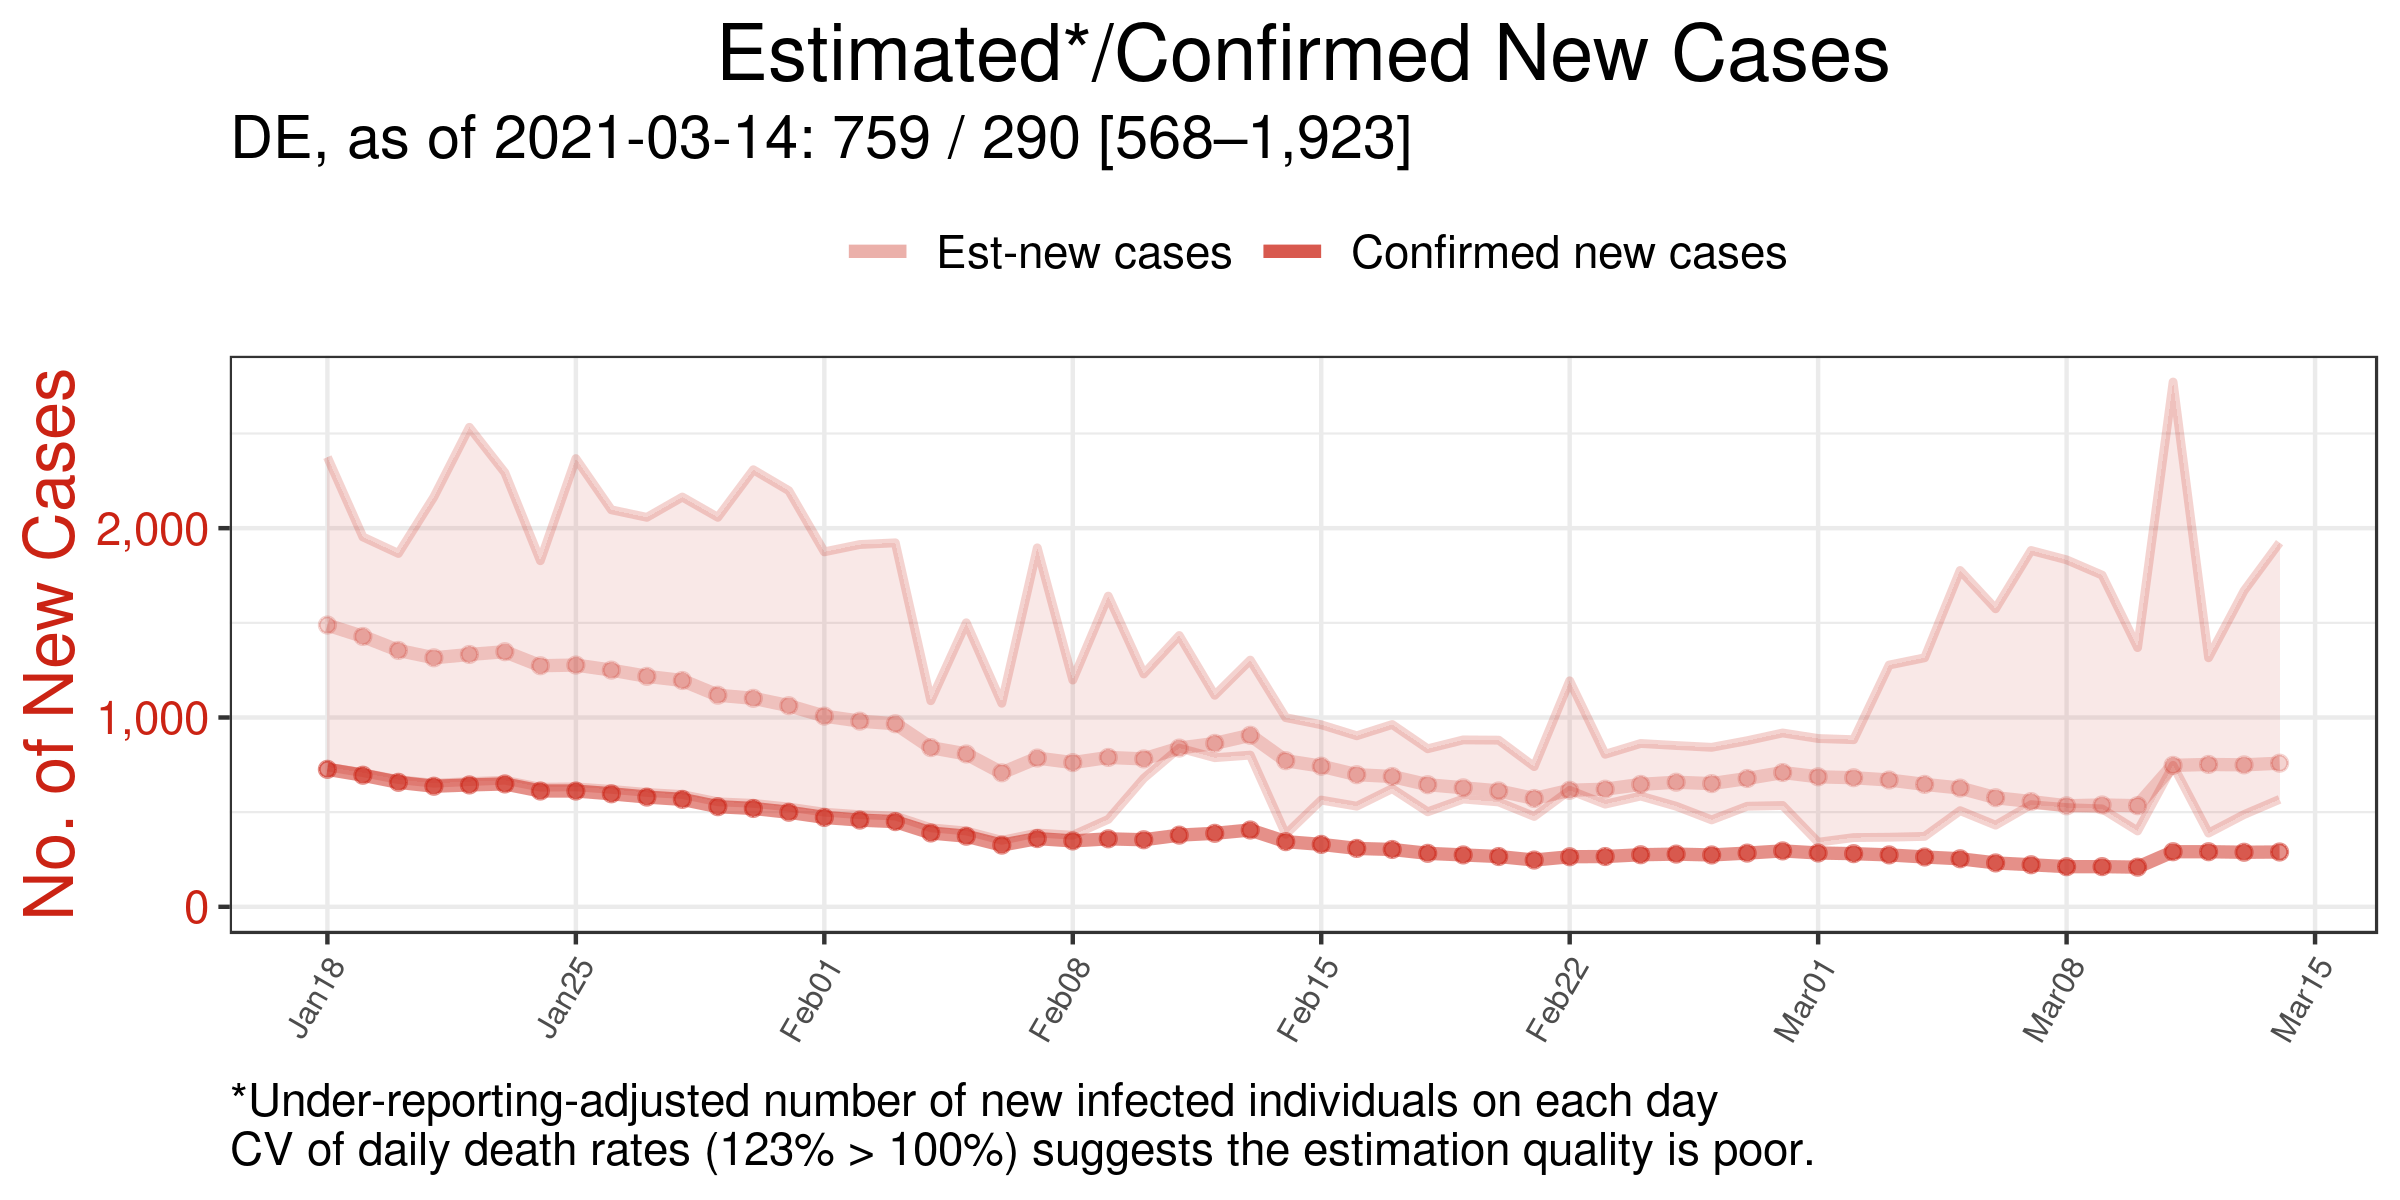 Estimated*/Confirmed New Cases
DE, as of 2021-03-14: 759 / 290 [568–1,923]
Est-new cases
Confirmed new cases
No. of New Cases
2,000
1,000
0
Jan18
Jan25
Feb01
Feb08
Feb15
Feb22
Mar01
Mar08
Mar15
*Under-reporting-adjusted number of new infected individuals on each day
CV of daily death rates (123% > 100%) suggests the estimation quality is poor.